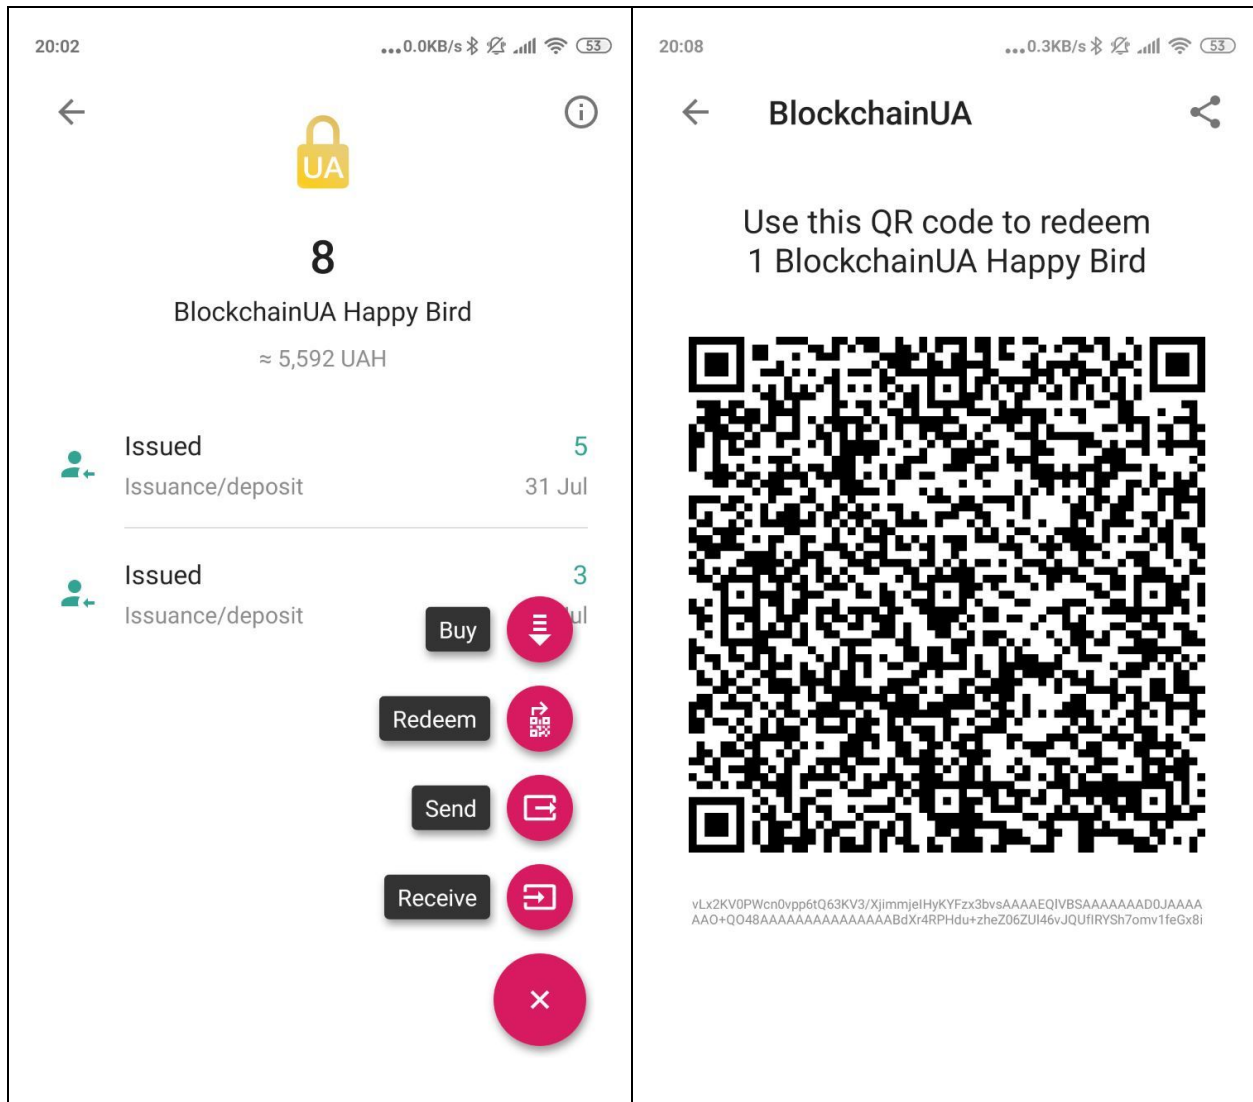 20:02
...0.0KB/s
53
UA
8
BlockchainUA Happy Bird
≈ 5,592 UAH
Issued
5
Issuance/deposit
31 Jul
Issued
3
Issuance/deposit
Buy
Redeem
Send
Receive
20:08
...0.3KB/s
53
BlockchainUA
Use this QR code to redeem
1 BlockchainUA Happy Bird